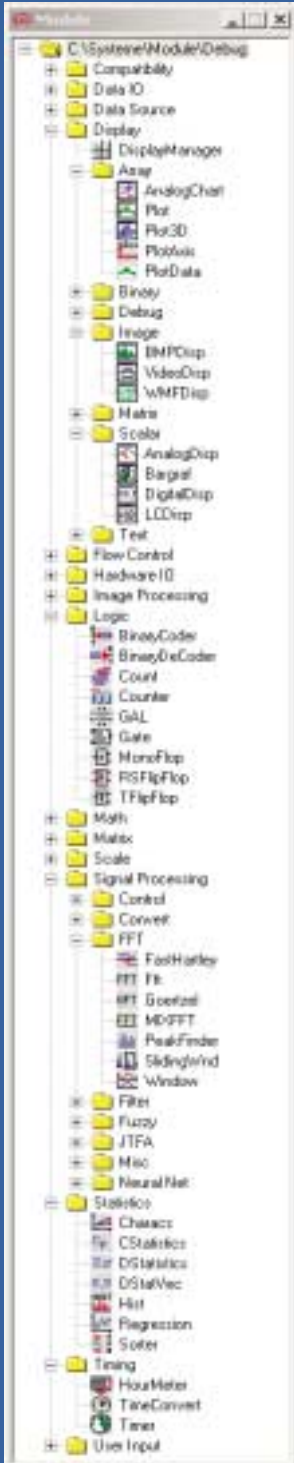 Module
C:\Systeme\Module\Debug
Compatibility
Data IO
Data Source
Display
DisplayManager
Array
AnalogChart
Plot
Plot3D
PlotAxis
PlotData
Binary
Debug
Image
BMPDisp
VideoDisp
WMFDisp
Matrix
Scalar
AnalogDisp
Bargraf
DigitalDisp
LCDisp
Text
Flow Control
Hardware IO
Image Processing
Logic
BinaryCoder
BinaryDeCoder
Count
Counter
GAL
Gate
MonoFlop
RSFlipFlop
TFlipFlop
Math
Matrix
Scale
Signal Processing
Control
Convert
FFT
FastHartley
Fft
Goertzel
MXFFT
PeakFinder
SlidingWnd
Window
Filter
Fuzzy
JTFA
Misc
Neural Net
Statistics
Characs
CStatistics
DStatistics
DStatVec
Hist
Regression
Sorter
Timing
HourMeter
TimeConvert
Timer
User Input